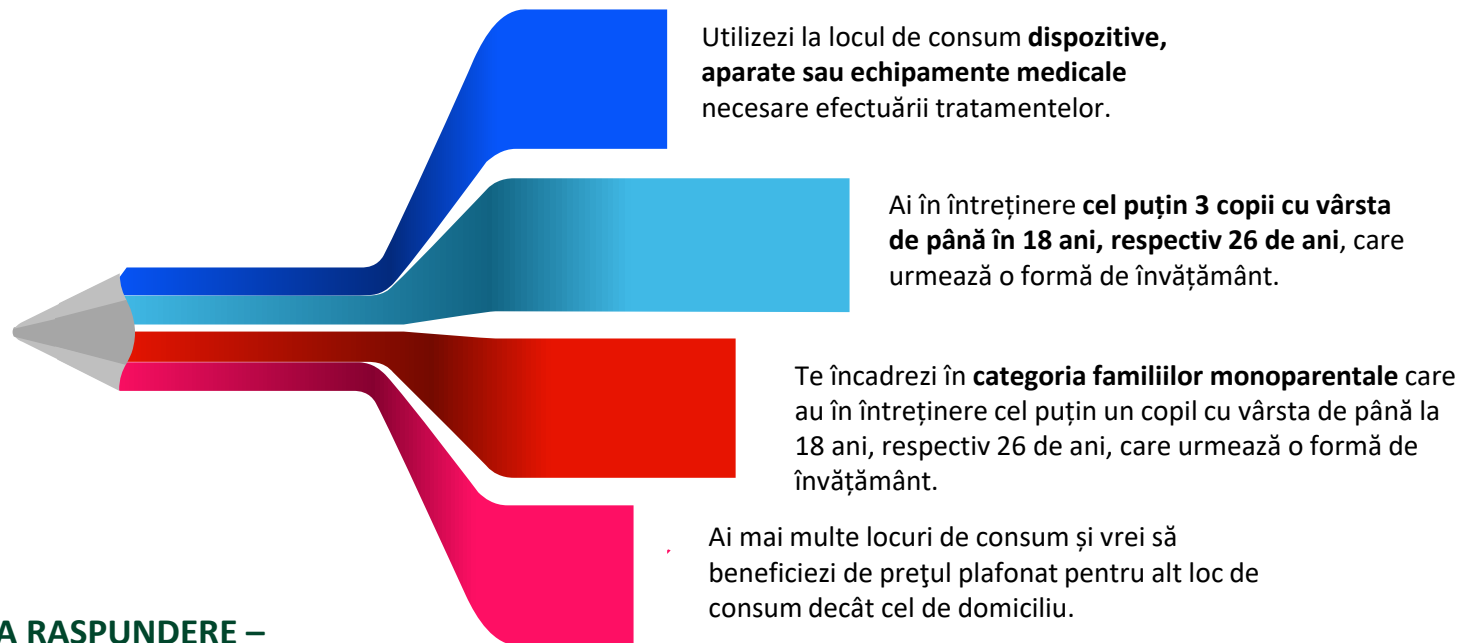 Utilizezi la locul de consum dispozitive,
aparate sau echipamente medicale
necesare efectuării tratamentelor.
Ai în întreținere cel puțin 3 copii cu vârsta
de până în 18 ani, respectiv 26 de ani, care
urmează o formă de învățământ.
Te încadrezi în categoria familiilor monoparentale care
au în întreținere cel puțin un copil cu vârsta de până la
18 ani, respectiv 26 de ani, care urmează o formă de
învățământ.
Ai mai multe locuri de consum și vrei să
beneficiezi de preţul plafonat pentru alt loc de
consum decât cel de domiciliu.
A RASPUNDERE –